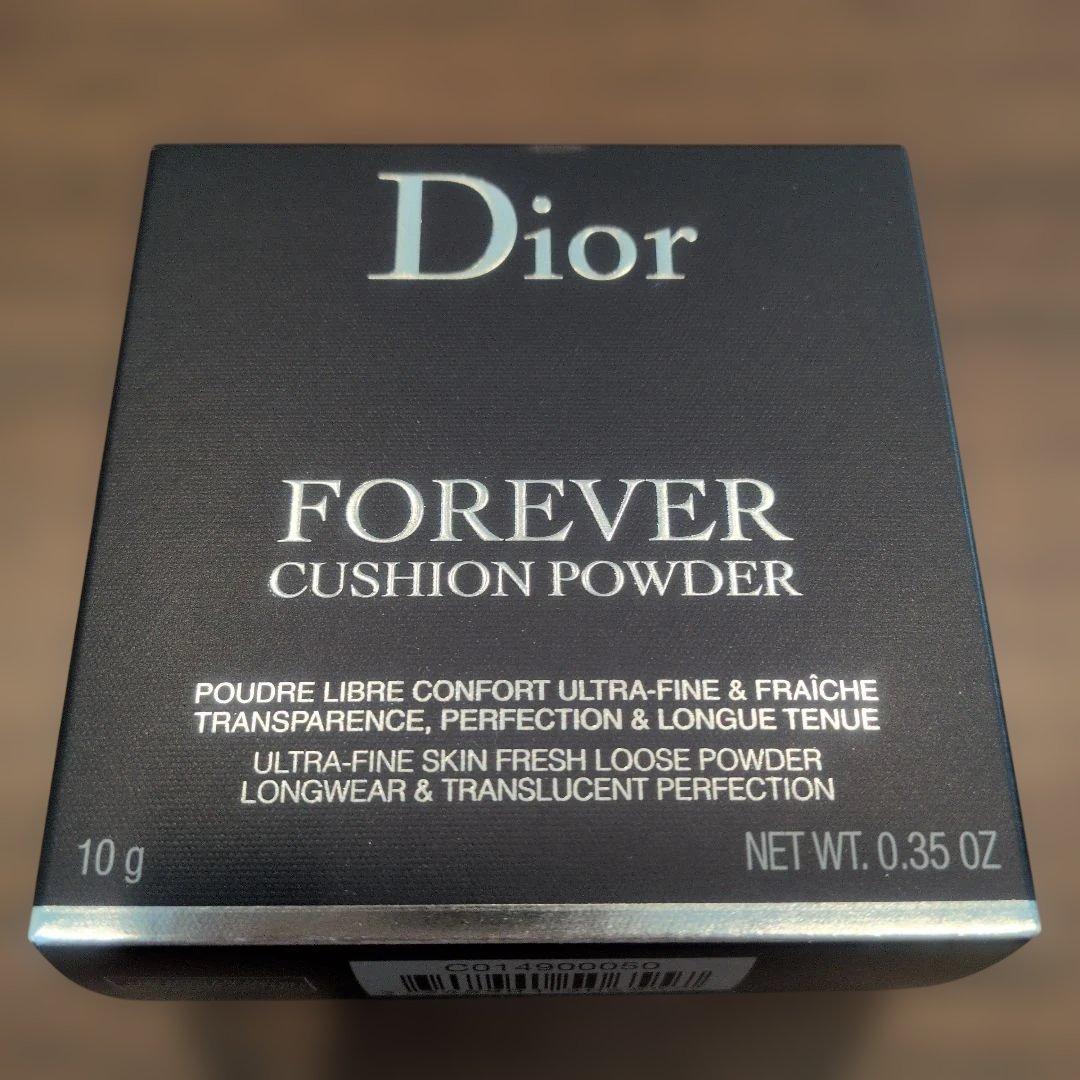 Dior
FOREVER
CUSHION POWDER
POUDRE LIBRE CONFORT ULTRA-FINE & FRAÎCHE
TRANSPARENCE, PERFECTION & LONGUE TENUE
ULTRA-FINE SKIN FRESH LOOSE POWDER
LONGWEAR & TRANSLUCENT PERFECTION
10 g NET WT. 0.35 OZ
C014900050